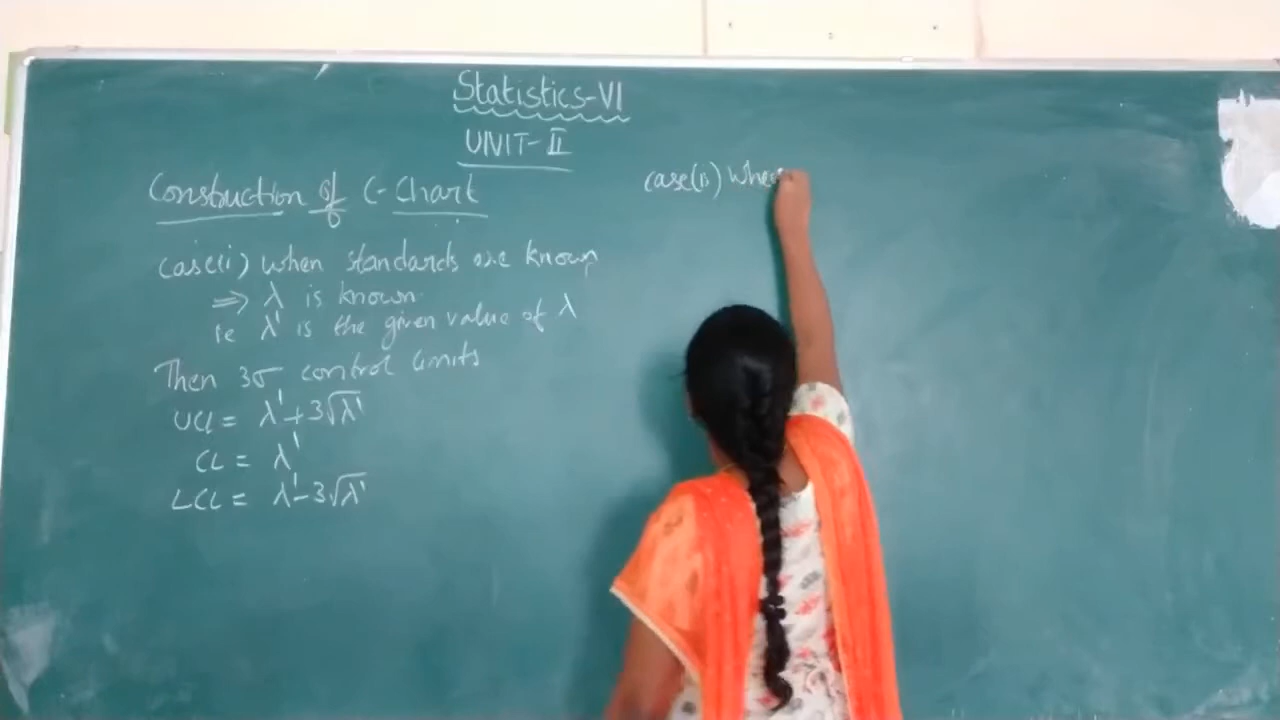 Statistics-VI
UNIT-II
Construction of C-Chart
case(i) when standards are known
⇒ λ is known
ie λ' is the given value of λ
Then 3σ control limits
UCL = λ'+3√λ'
CL = λ'
LCL = λ'-3√λ'
case(ii) when